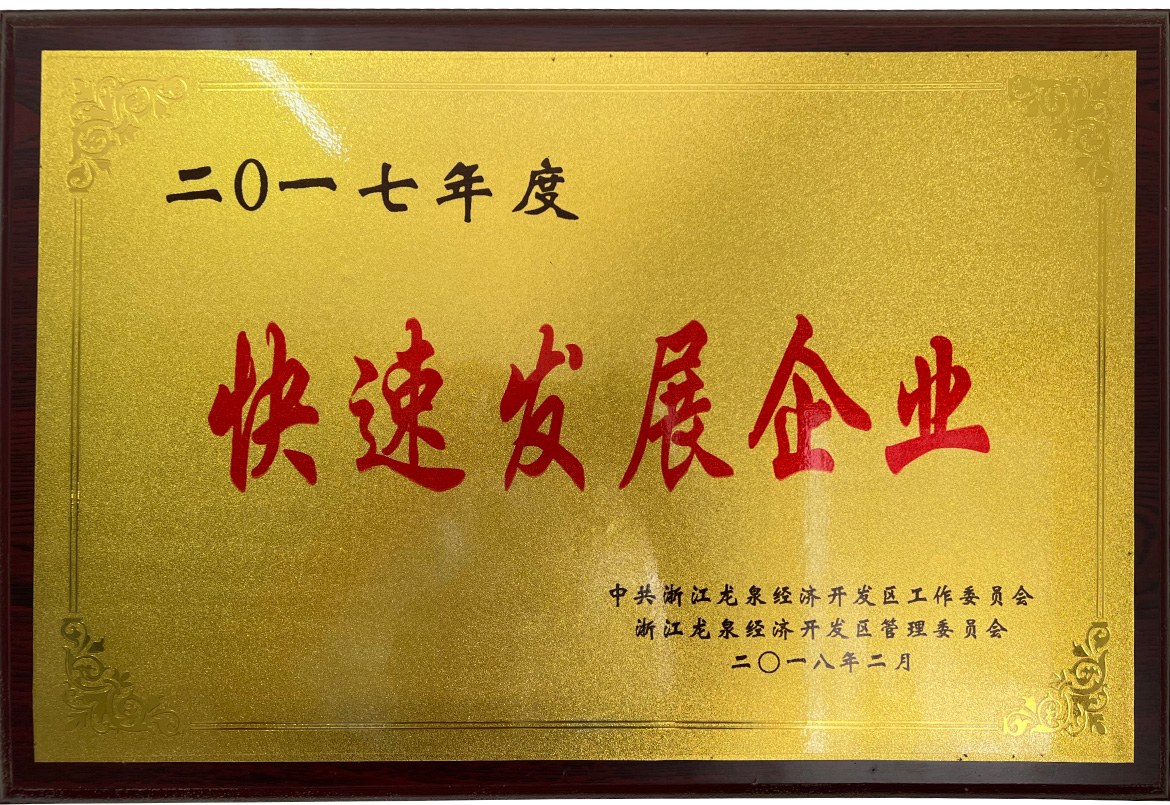 二〇一七年度
快速发展企业
中共浙江龙泉经济开发区工作委员会
浙江龙泉经济开发区管理委员会
二〇一八年二月